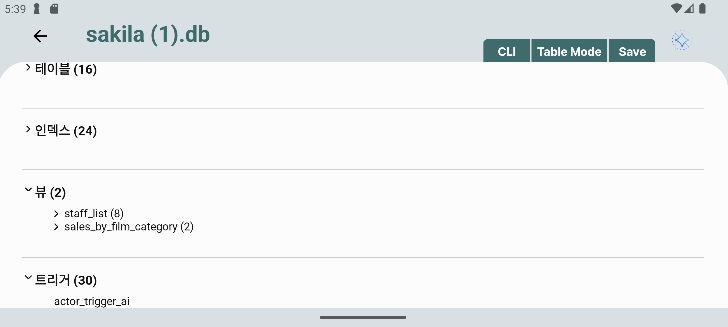 5:39
sakila (1).db
CLI
Table Mode
Save
테이블 (16)
인덱스 (24)
뷰 (2)
staff_list (8)
sales_by_film_category (2)
트리거 (30)
actor_trigger_ai